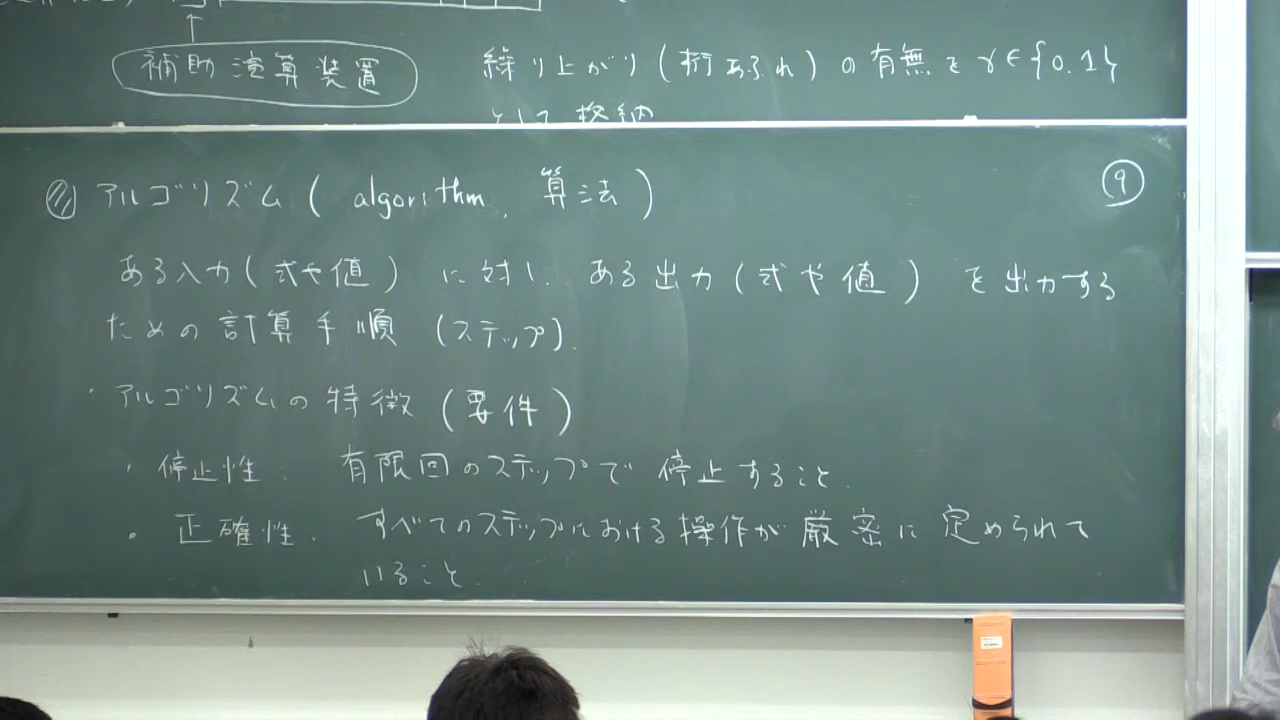 補助演算装置
繰り上がり(桁あふれ)の有無を γ∈{0.1}
として格納
アルゴリズム( algorithm, 算法)
⑨
ある入力(式や値)に対し、ある出力(式や値)を出力する
ための計算手順(ステップ).
・アルゴリズムの特徴(要件)
・停止性. 有限回のステップで停止すること.
・正確性. すべてのステップにおける操作が厳密に定められて
いること.